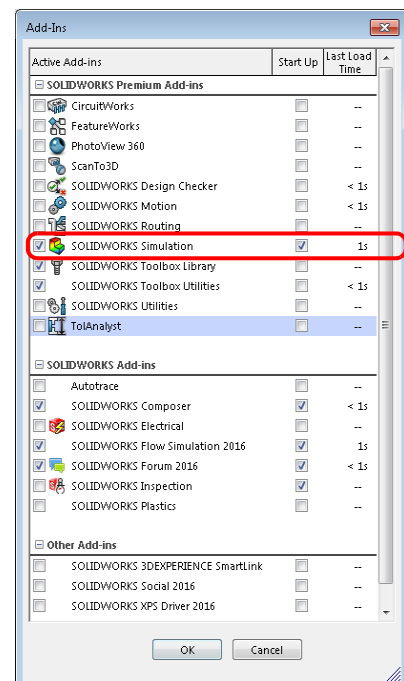 Add-Ins
Active Add-ins Start Up Last Load Time
SOLIDWORKS Premium Add-ins
CircuitWorks --
FeatureWorks --
PhotoView 360 --
ScanTo3D --
SOLIDWORKS Design Checker < 1s
SOLIDWORKS Motion < 1s
SOLIDWORKS Routing --
SOLIDWORKS Simulation 1s
SOLIDWORKS Toolbox Library --
SOLIDWORKS Toolbox Utilities < 1s
SOLIDWORKS Utilities --
TolAnalyst --
SOLIDWORKS Add-ins
Autotrace --
SOLIDWORKS Composer < 1s
SOLIDWORKS Electrical --
SOLIDWORKS Flow Simulation 2016 1s
SOLIDWORKS Forum 2016 < 1s
SOLIDWORKS Inspection --
SOLIDWORKS Plastics --
Other Add-ins
SOLIDWORKS 3DEXPERIENCE SmartLink --
SOLIDWORKS Social 2016 --
SOLIDWORKS XPS Driver 2016 --
OK Cancel